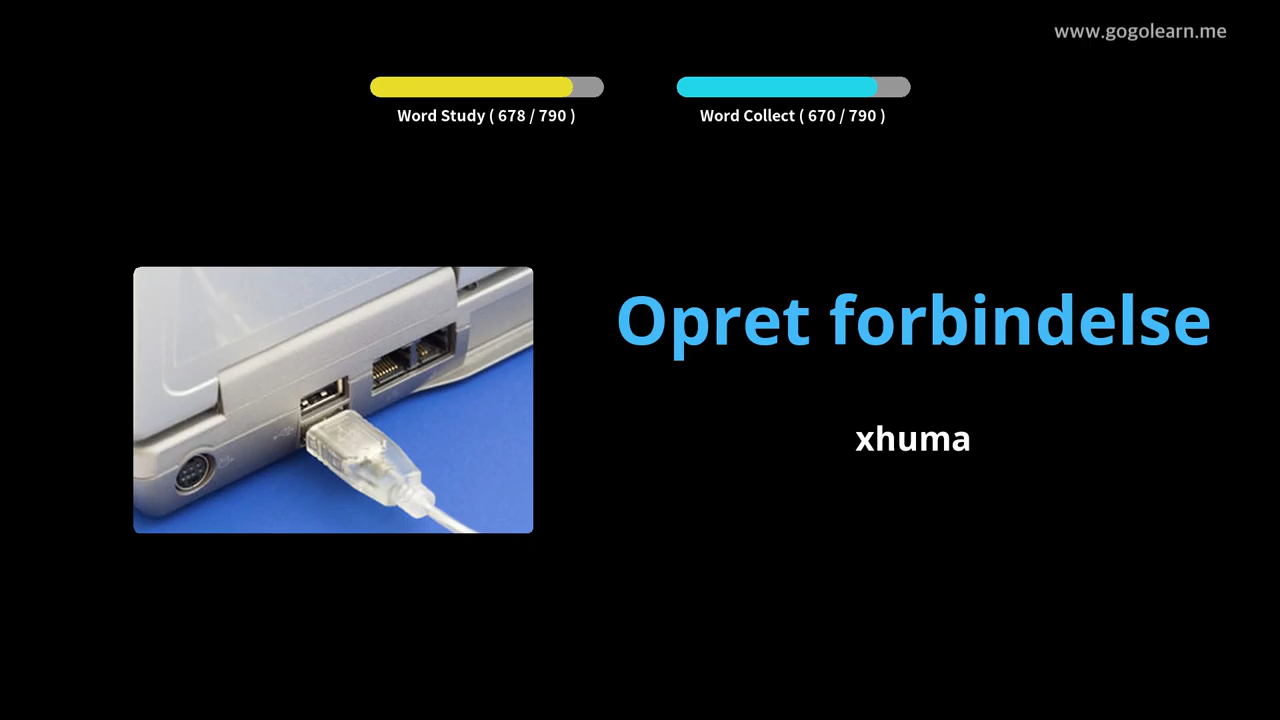 www.gogolearn.me
Word Study ( 678 / 790 )
Word Collect ( 670 / 790 )
Opret forbindelse
xhuma